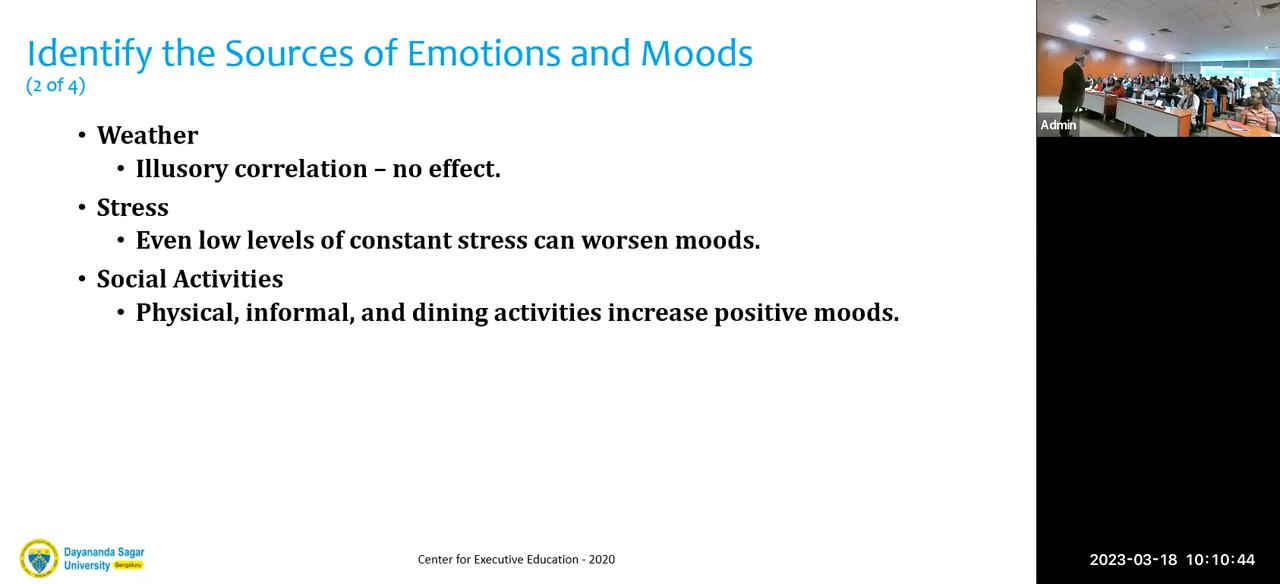 Identify the Sources of Emotions and Moods
(2 of 4)
• Weather
• Illusory correlation – no effect.
• Stress
• Even low levels of constant stress can worsen moods.
• Social Activities
• Physical, informal, and dining activities increase positive moods.
Dayananda Sagar
University Bengaluru
Center for Executive Education - 2020
Admin
2023-03-18 10:10:44